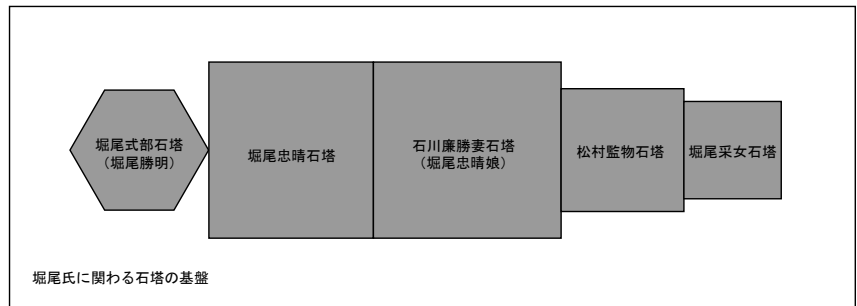 堀尾式部石塔
（堀尾勝明）
堀尾忠晴石塔
石川廉勝妻石塔
（堀尾忠晴娘）
松村監物石塔
堀尾采女石塔
堀尾氏に関わる石塔の基盤